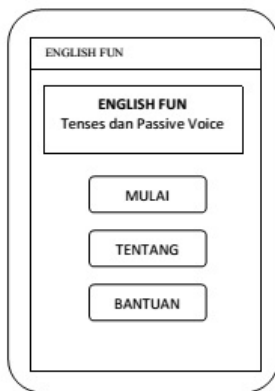 ENGLISH FUN
ENGLISH FUN
Tenses dan Passive Voice
MULAI
TENTANG
BANTUAN